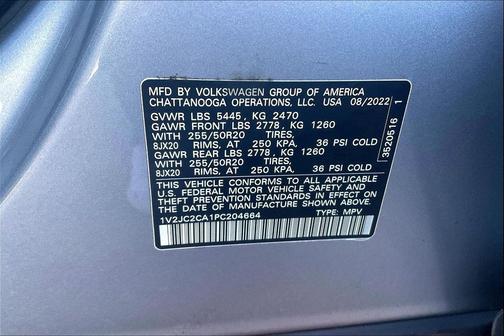 MFD BY VOLKSWAGEN GROUP OF AMERICA
CHATTANOOGA OPERATIONS, LLC. USA 08/2022
GVWR LBS 5445, KG 2470
GAWR FRONT LBS 2778, KG 1260
WITH 255/50R20 TIRES,
8JX20 RIMS, AT 250 KPA, 36 PSI COLD
GAWR REAR LBS 2778, KG 1260
WITH 255/50R20 TIRES,
8JX20 RIMS, AT 250 KPA, 36 PSI COLD
THIS VEHICLE CONFORMS TO ALL APPLICABLE
U.S. FEDERAL MOTOR VEHICLE SAFETY AND
THEFT PREVENTION STANDARDS IN EFFECT ON
DATE OF MANUFACTURE SHOWN ABOVE
1V2JC2CA1PC204664 TYPE: MPV
3520516 1